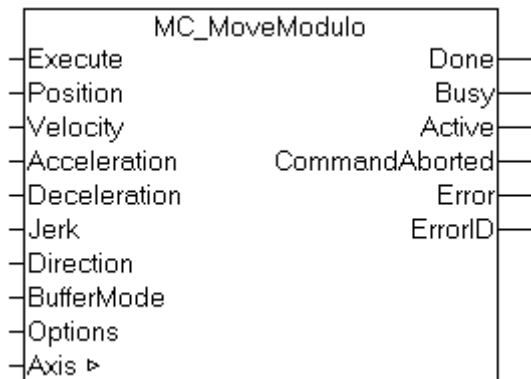 MC_MoveModulo
Execute Done
Position Busy
Velocity Active
Acceleration CommandAborted
Deceleration Error
Jerk ErrorID
Direction
BufferMode
Options
Axis